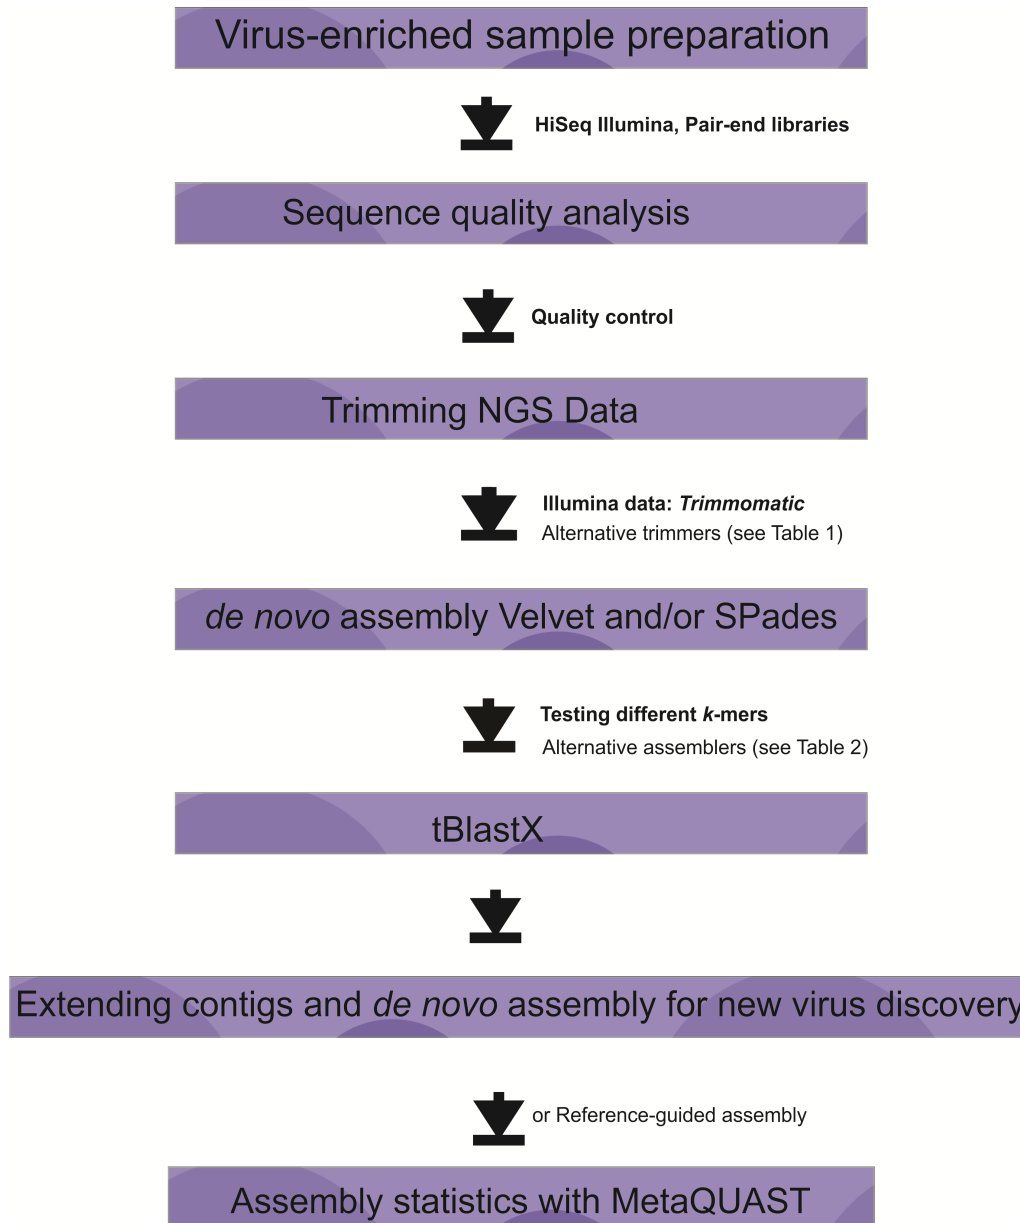 Virus-enriched sample preparation
HiSeq Illumina, Pair-end libraries
Sequence quality analysis
Quality control
Trimming NGS Data
Illumina data: Trimmomatic
Alternative trimmers (see Table 1)
de novo assembly Velvet and/or SPades
Testing different k-mers
Alternative assemblers (see Table 2)
tBlastX
Extending contigs and de novo assembly for new virus discovery
or Reference-guided assembly
Assembly statistics with MetaQUAST